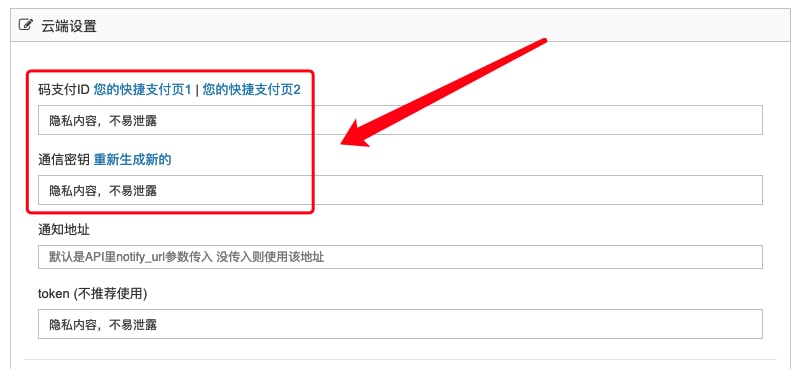 云端设置
码支付ID 您的快捷支付页1 | 您的快捷支付页2
隐私内容，不易泄露
通信密钥 重新生成新的
隐私内容，不易泄露
通知地址
默认是API里notify_url参数传入 没传入则使用该地址
token (不推荐使用)
隐私内容，不易泄露